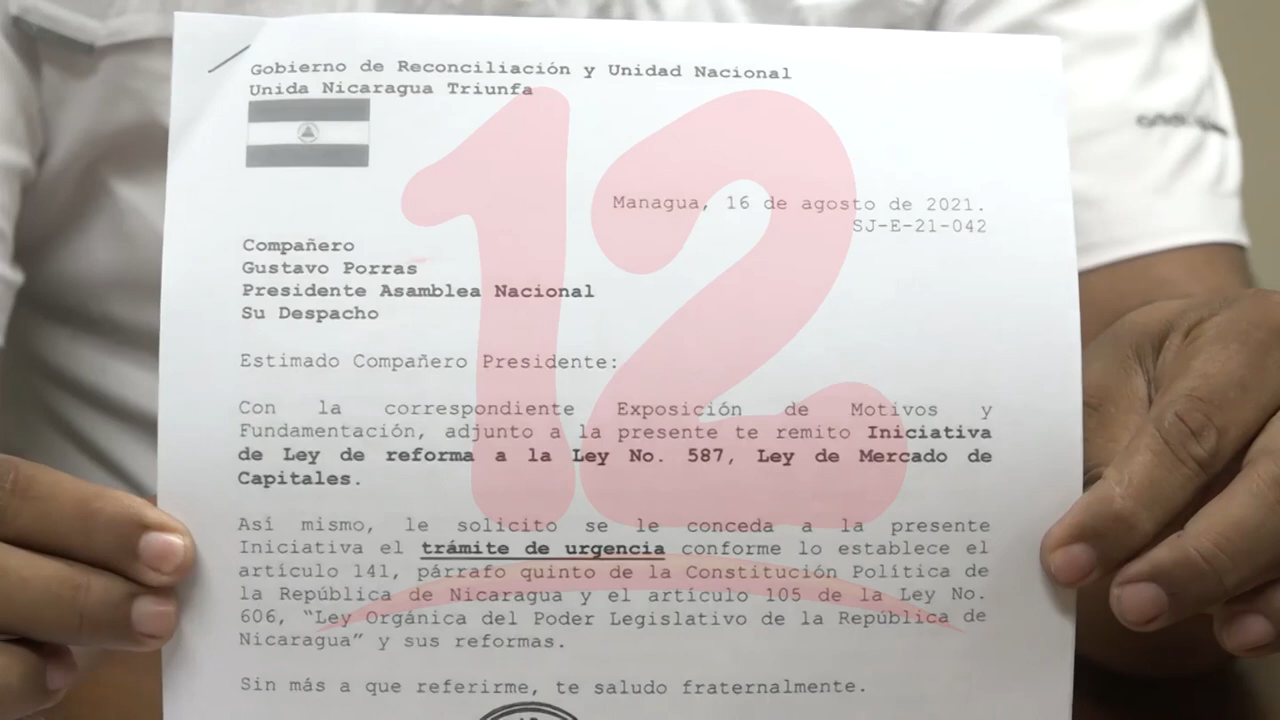 Gobierno de Reconciliación y Unidad Nacional
Unida Nicaragua Triunfa
Managua, 16 de agosto de 2021.
SJ-E-21-042
Compañero
Gustavo Porras
Presidente Asamblea Nacional
Su Despacho
Estimado Compañero Presidente:
Con la correspondiente Exposición de Motivos y
Fundamentación, adjunto a la presente te remito Iniciativa
de Ley de reforma a la Ley No. 587, Ley de Mercado de
Capitales.
Así mismo, le solicito se le conceda a la presente
Iniciativa el trámite de urgencia conforme lo establece el
artículo 141, párrafo quinto de la Constitución Política de
la República de Nicaragua y el artículo 105 de la Ley No.
606, “Ley Orgánica del Poder Legislativo de la República de
Nicaragua” y sus reformas.
Sin más a que referirme, te saludo fraternalmente.
12